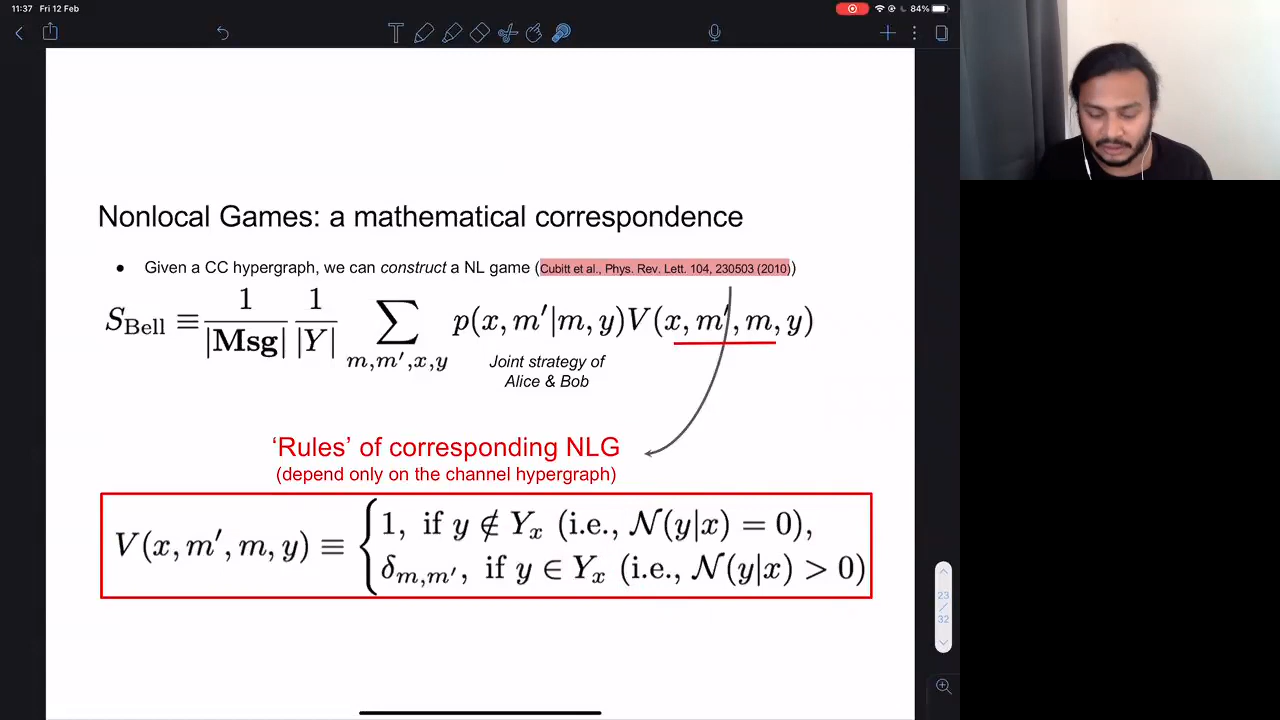 11:37 Fri 12 Feb
84%
Nonlocal Games: a mathematical correspondence
● Given a CC hypergraph, we can construct a NL game (Cubitt et al., Phys. Rev. Lett. 104, 230503 (2010))
S_Bell ≡ 1/|Msg| 1/|Y| ∑_{m,m′,x,y} p(x, m′|m, y)V(x, m′, m, y)
Joint strategy of
Alice & Bob
‘Rules’ of corresponding NLG
(depend only on the channel hypergraph)
V(x, m′, m, y) ≡ { 1, if y ∉ Y_x (i.e., 𝒩(y|x) = 0),
δ_{m,m′}, if y ∈ Y_x (i.e., 𝒩(y|x) > 0)
23
/
32